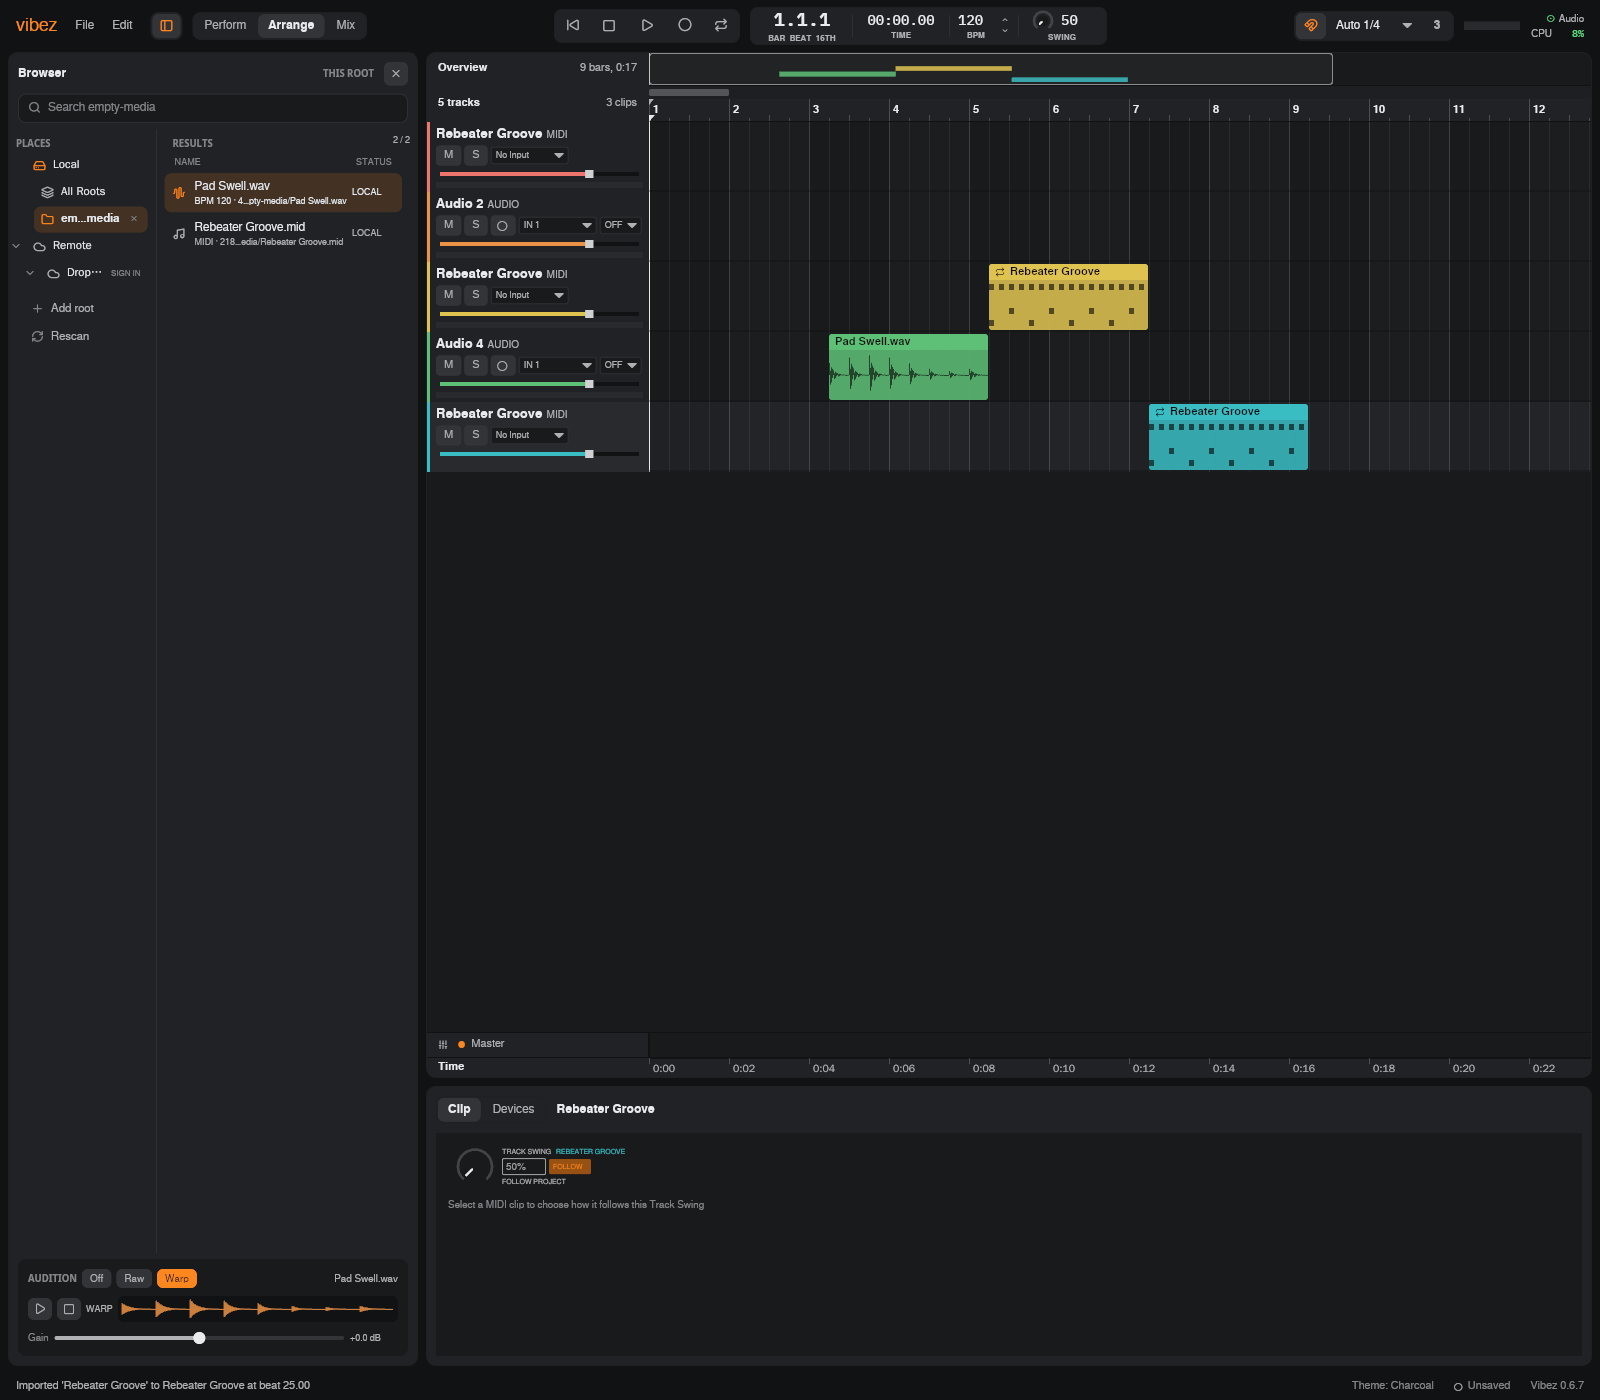 vibez File Edit Perform Arrange Mix
1.1.1 00:00.00 120 50
BAR BEAT 16TH TIME BPM SWING
Auto 1/4 3 Audio
CPU 8%
Browser THIS ROOT
Search empty-media
PLACES
Local
All Roots
em...media
Remote
Drop··· SIGN IN
Add root
Rescan
RESULTS 2/2
NAME STATUS
Pad Swell.wav LOCAL
BPM 120 · 4...pty-media/Pad Swell.wav
Rebeater Groove.mid LOCAL
MIDI · 218...edia/Rebeater Groove.mid
Overview 9 bars, 0:17
5 tracks 3 clips
1 2 3 4 5 6 7 8 9 10 11 12
Rebeater Groove MIDI
M S No Input
Audio 2 AUDIO
M S IN 1 OFF
Rebeater Groove MIDI
M S No Input
Rebeater Groove
Audio 4 AUDIO
M S IN 1 OFF
Pad Swell.wav
Rebeater Groove MIDI
M S No Input
Rebeater Groove
Master
Time 0:00 0:02 0:04 0:06 0:08 0:10 0:12 0:14 0:16 0:18 0:20 0:22
Clip Devices Rebeater Groove
TRACK SWING REBEATER GROOVE
50% FOLLOW
FOLLOW PROJECT
Select a MIDI clip to choose how it follows this Track Swing
AUDITION Off Raw Warp Pad Swell.wav
WARP
Gain +0.0 dB
Imported 'Rebeater Groove' to Rebeater Groove at beat 25.00
Theme: Charcoal Unsaved Vibez 0.6.7